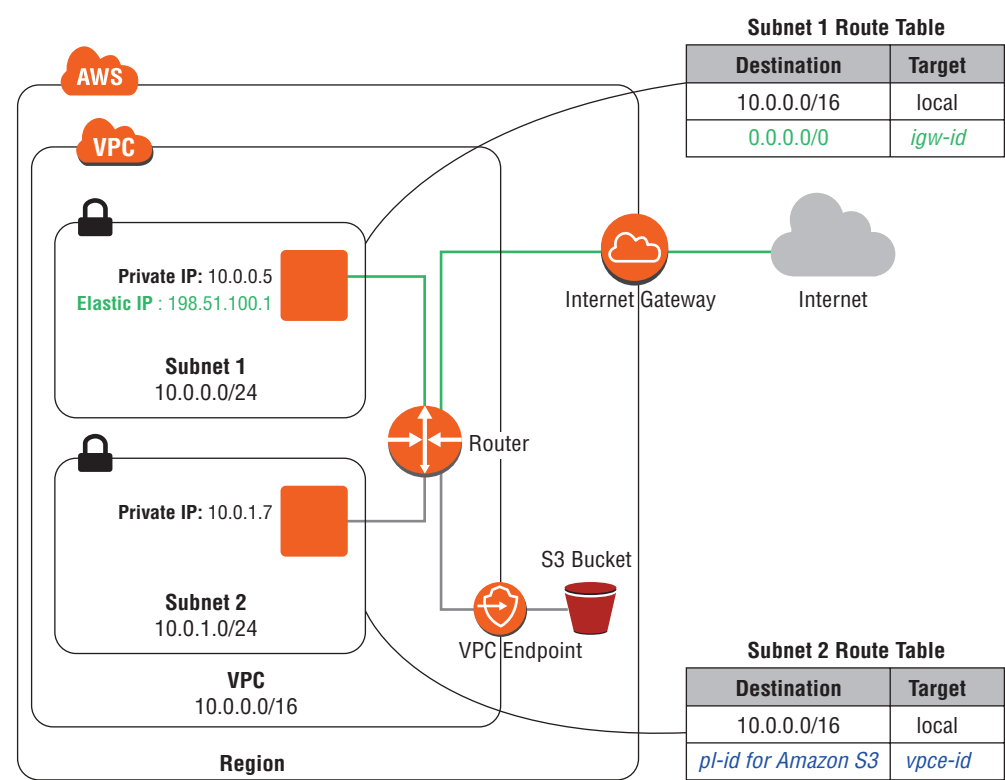 Subnet 1 Route Table
Destination Target
10.0.0.0/16 local
0.0.0.0/0 igw-id
AWS
VPC
Private IP: 10.0.0.5
Elastic IP : 198.51.100.1
Subnet 1
10.0.0.0/24
Internet Gateway
Internet
Router
Private IP: 10.0.1.7
Subnet 2
10.0.1.0/24
S3 Bucket
VPC Endpoint
VPC
10.0.0.0/16
Region
Subnet 2 Route Table
Destination Target
10.0.0.0/16 local
pl-id for Amazon S3 vpce-id